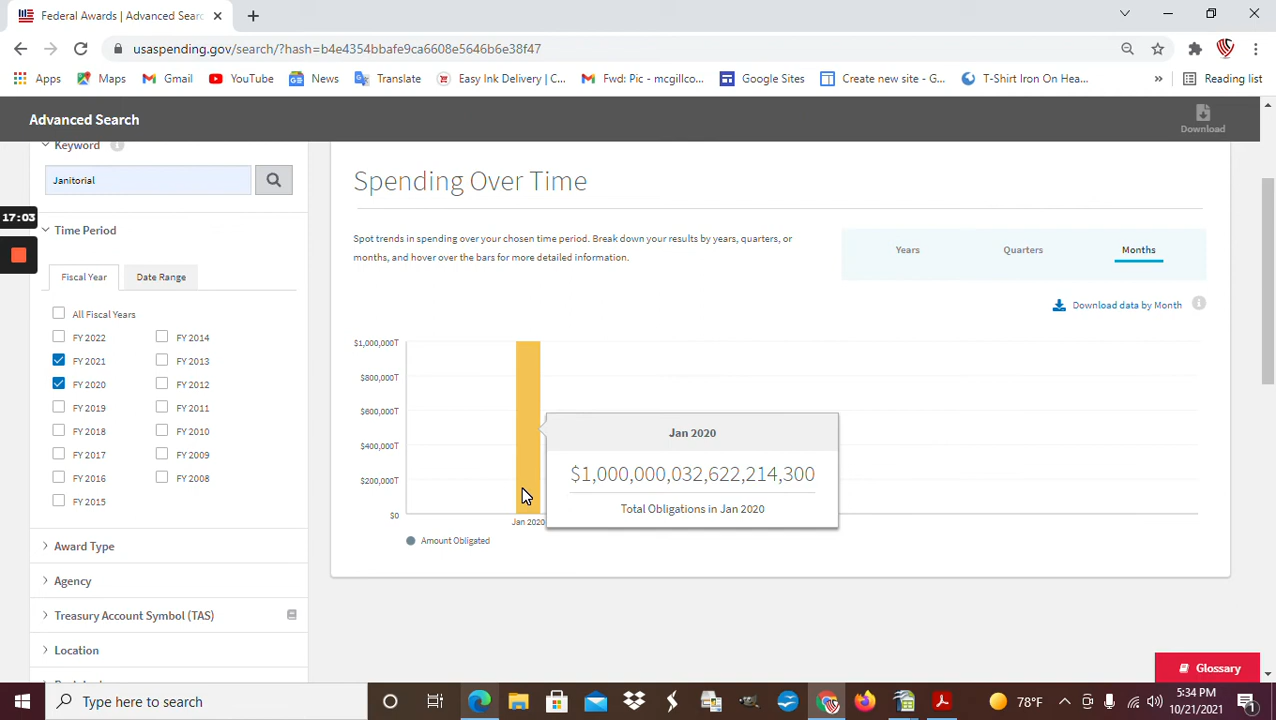 Federal Awards | Advanced Searc
usaspending.gov/search/?hash=b4e4354bbafe9ca6608e5646b6e38f47
Apps
Maps
Gmail
YouTube
News
Translate
Easy Ink Delivery | C...
Fwd: Pic - mcgillco...
Google Sites
Create new site - G...
T-Shirt Iron On Hea...
»
Reading list
Advanced Search
Download
Keyword
Janitorial
17:03
Time Period
Fiscal Year
Date Range
All Fiscal Years
FY 2022
FY 2014
FY 2021
FY 2013
FY 2020
FY 2012
FY 2019
FY 2011
FY 2018
FY 2010
FY 2017
FY 2009
FY 2016
FY 2008
FY 2015
Award Type
Agency
Treasury Account Symbol (TAS)
Location
Spending Over Time
Spot trends in spending over your chosen time period. Break down your results by years, quarters, or
months, and hover over the bars for more detailed information.
Years
Quarters
Months
Download data by Month
$1,000,000T
$800,000T
$600,000T
$400,000T
$200,000T
$0
Jan 2020
Amount Obligated
Jan 2020
$1,000,000,032,622,214,300
Total Obligations in Jan 2020
Glossary
Type here to search
78°F
5:34 PM
10/21/2021
1